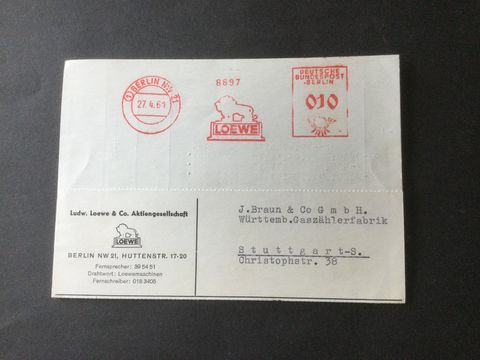 (1) BERLIN NW 21
27.4.61
8697
LOEWE
DEUTSCHE
BUNDESPOST
BERLIN
010
Ludw. Loewe & Co. Aktiengesellschaft
LOEWE
BERLIN NW 21, HUTTENSTR. 17-20
Fernsprecher: 39 54 51
Drahtwort: Loewemaschinen
Fernschreiber: 018 3405
J.Braun & Co G m b H.
Württemb.Gaszählerfabrik
Stuttgart-S.
Christophstr. 38